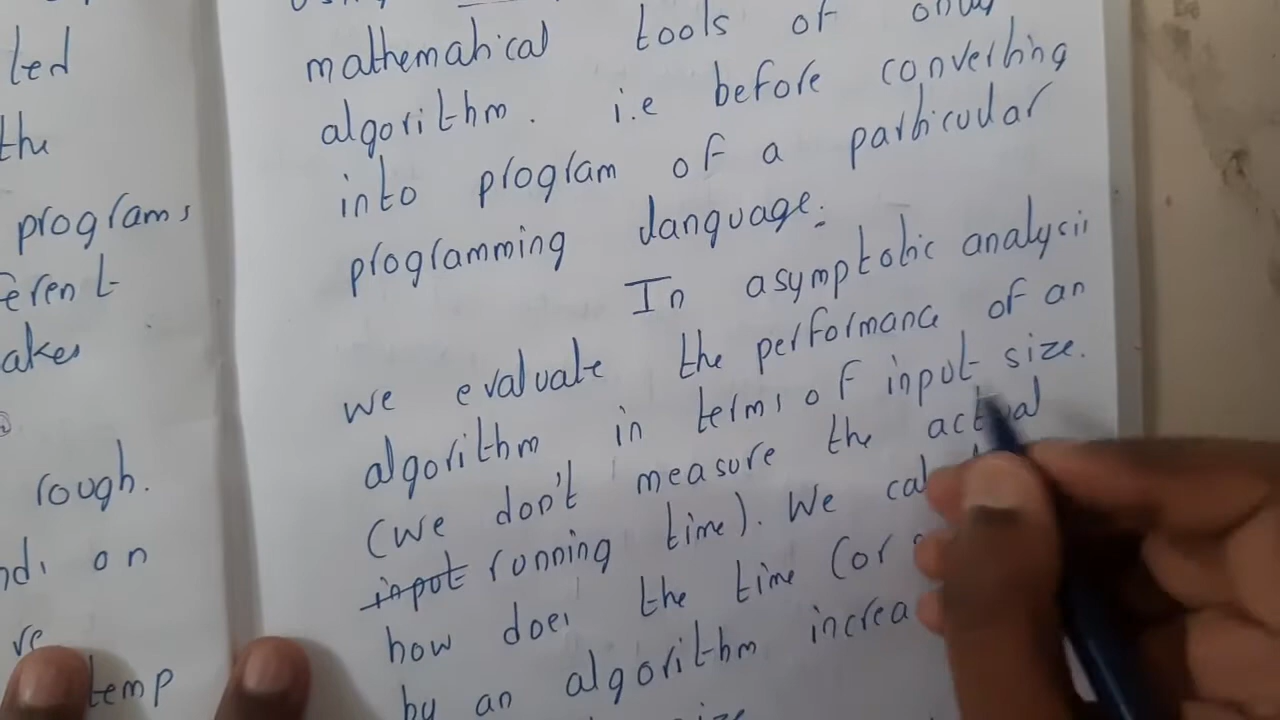 led
the
programs
ferent
akes
rough.
nds on
re
temp
mathematical tools of only
algorithm. i.e before converting
into program of a particular
programming language.
In asymptotic analysis
we evaluate the performance of an
algorithm in terms of input size.
(we don't measure the actual
input running time). We cal
how does the time (or
by an algorithm increa